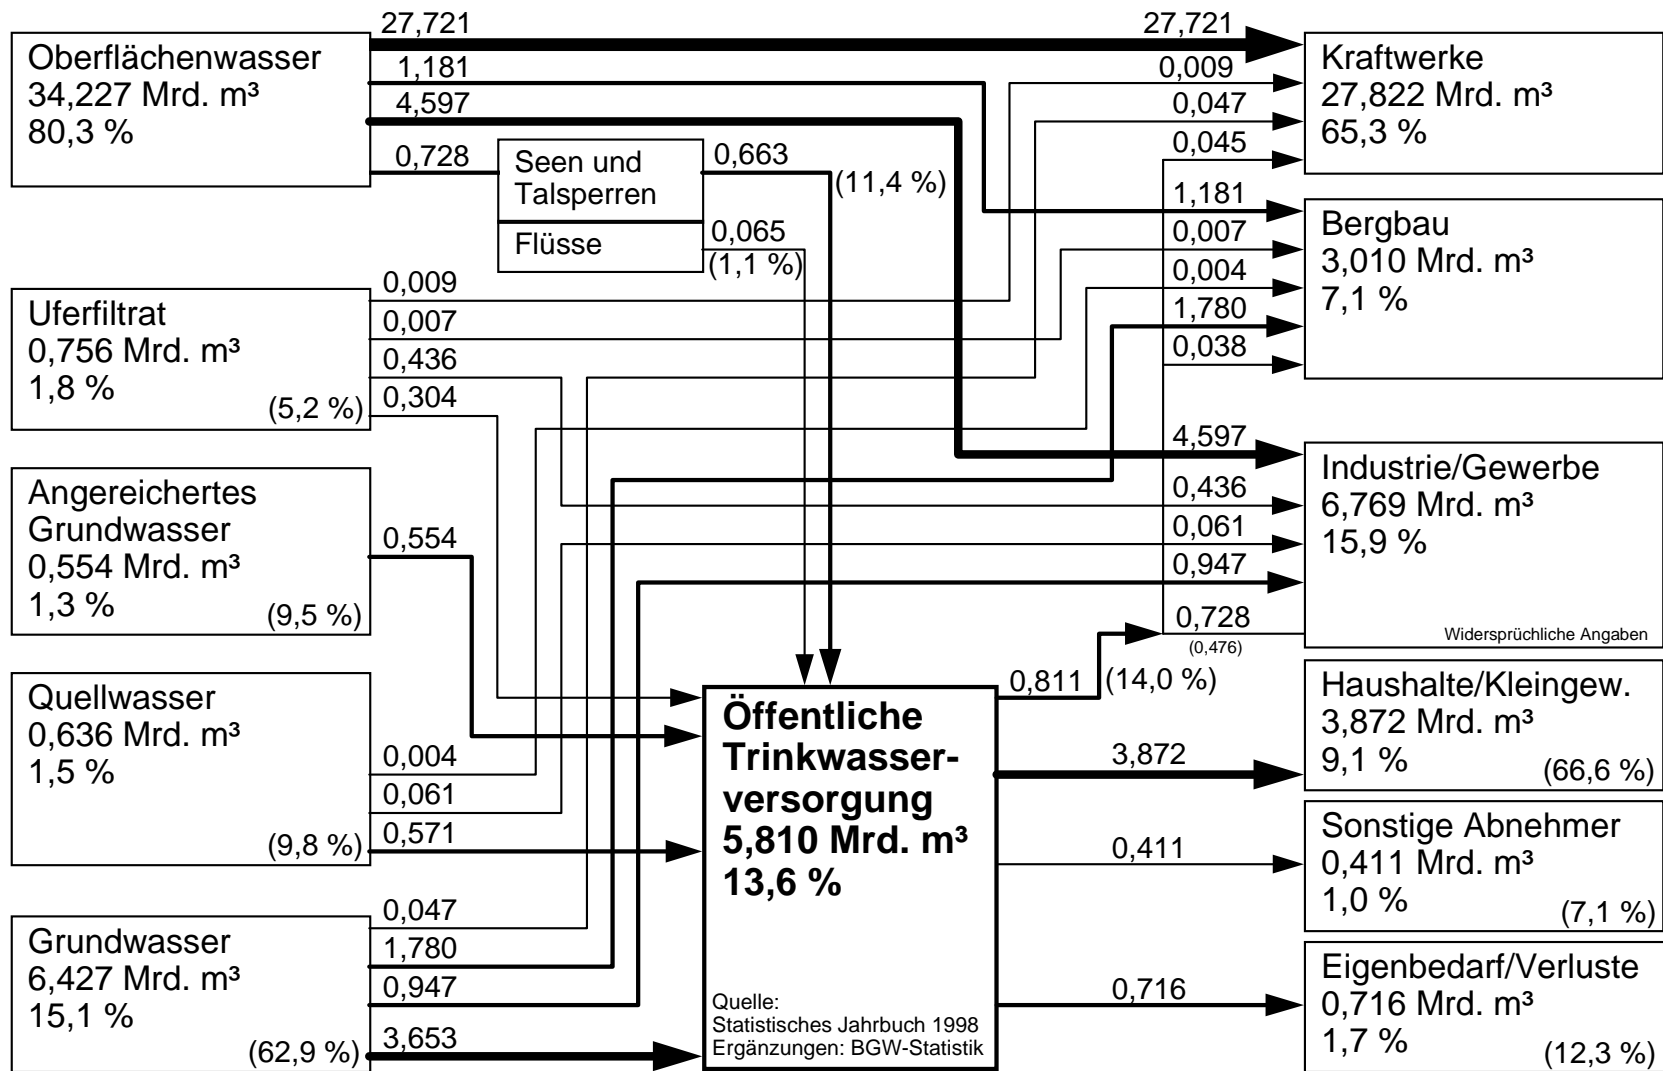 27,721
27,721
Oberflächenwasser
34,227 Mrd. m³
80,3 %
1,181
4,597
0,728
Seen und
Talsperren
Flüsse
0,663
(11,4 %)
0,065
(1,1 %)
0,009
0,047
0,045
Kraftwerke
27,822 Mrd. m³
65,3 %
1,181
0,007
0,004
1,780
0,038
Bergbau
3,010 Mrd. m³
7,1 %
Uferfiltrat
0,756 Mrd. m³
1,8 %
(5,2 %)
0,009
0,007
0,436
0,304
4,597
0,436
0,061
0,947
0,728
(0,476)
Industrie/Gewerbe
6,769 Mrd. m³
15,9 %
Widersprüchliche Angaben
Angereichertes
Grundwasser
0,554 Mrd. m³
1,3 %
(9,5 %)
0,554
Quellwasser
0,636 Mrd. m³
1,5 %
(9,8 %)
0,004
0,061
0,571
Öffentliche
Trinkwasser-
versorgung
5,810 Mrd. m³
13,6 %
Quelle:
Statistisches Jahrbuch 1998
Ergänzungen: BGW-Statistik
0,811
(14,0 %)
3,872
0,411
0,716
Haushalte/Kleingew.
3,872 Mrd. m³
9,1 %
(66,6 %)
Sonstige Abnehmer
0,411 Mrd. m³
1,0 %
(7,1 %)
Grundwasser
6,427 Mrd. m³
15,1 %
(62,9 %)
0,047
1,780
0,947
3,653
Eigenbedarf/Verluste
0,716 Mrd. m³
1,7 %
(12,3 %)